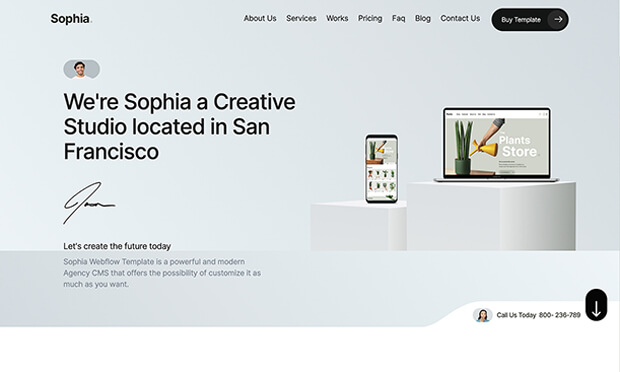 Sophia.
About Us Services Works Pricing Faq Blog Contact Us Buy Template
We're Sophia a Creative
Studio located in San
Francisco
Plants
Store
Let's create the future today
Sophia Webflow Template is a powerful and modern
Agency CMS that offers the possibility of customize it as
much as you want.
Call Us Today 800- 236-789